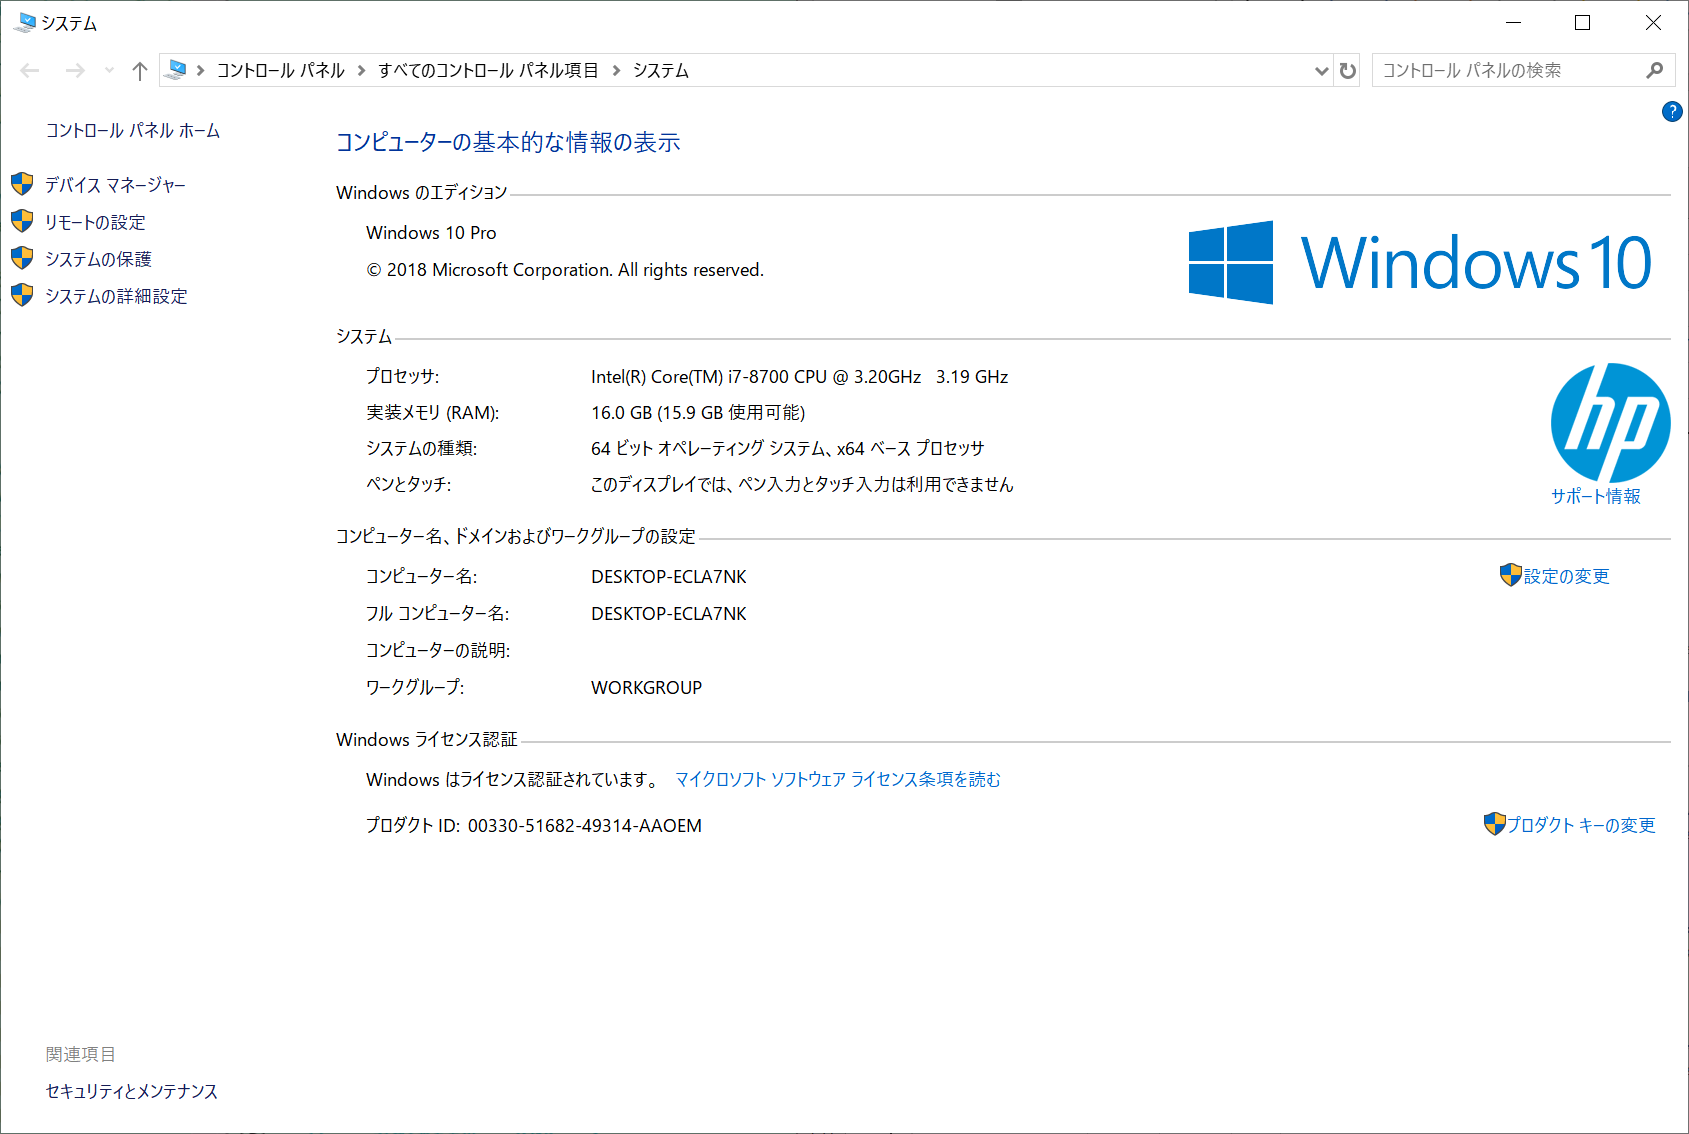 システム
コントロール パネル > すべてのコントロール パネル項目 > システム
コントロール パネルの検索
?
コントロール パネル ホーム
デバイス マネージャー
リモートの設定
システムの保護
システムの詳細設定
コンピューターの基本的な情報の表示
Windows のエディション
Windows 10 Pro
© 2018 Microsoft Corporation. All rights reserved.
Windows 10
システム
プロセッサ: Intel(R) Core(TM) i7-8700 CPU @ 3.20GHz 3.19 GHz
実装メモリ (RAM): 16.0 GB (15.9 GB 使用可能)
システムの種類: 64 ビット オペレーティング システム、x64 ベース プロセッサ
ペンとタッチ: このディスプレイでは、ペン入力とタッチ入力は利用できません
hp
サポート情報
コンピューター名、ドメインおよびワークグループの設定
コンピューター名: DESKTOP-ECLA7NK
設定の変更
フル コンピューター名: DESKTOP-ECLA7NK
コンピューターの説明:
ワークグループ: WORKGROUP
Windows ライセンス認証
Windows はライセンス認証されています。 マイクロソフト ソフトウェア ライセンス条項を読む
プロダクト ID: 00330-51682-49314-AAOEM
プロダクト キーの変更
関連項目
セキュリティとメンテナンス